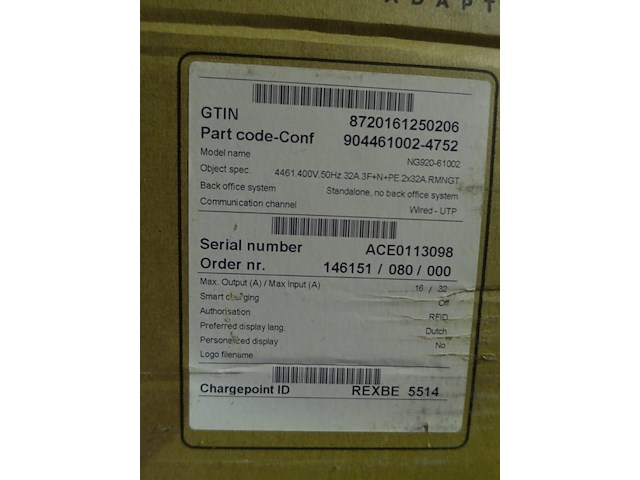 ADAPT
GTIN 8720161250206
Part code-Conf 904461002-4752
Model name NG920-61002
Object spec. 4461.400V.50Hz.32A.3F+N+PE.2x32A.RMNGT
Back office system Standalone, no back office system
Communication channel Wired - UTP
Serial number ACE0113098
Order nr. 146151 / 080 / 000
Max. Output (A) / Max Input (A) 16 / 32
Smart charging Off
Authorisation RFID
Preferred display lang. Dutch
Personalized display No
Logo filename
Chargepoint ID REXBE 5514